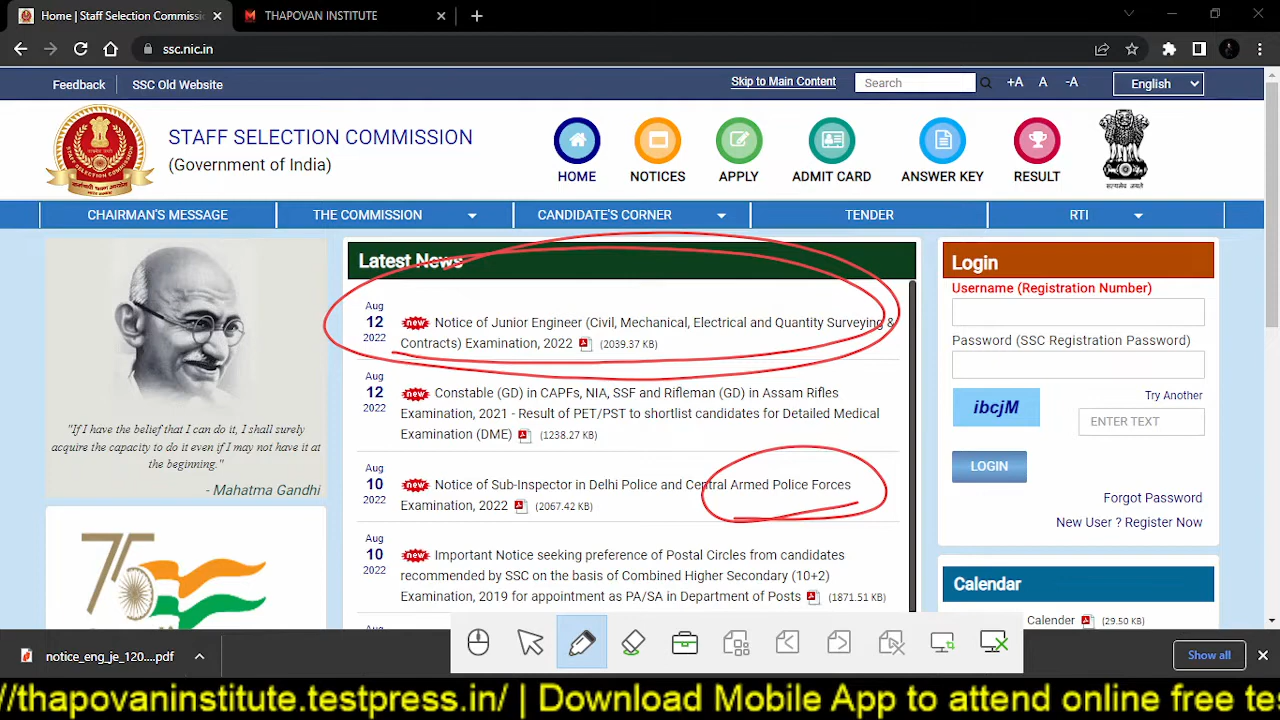 Home | Staff Selection Commissi
THAPOVAN INSTITUTE
ssc.nic.in
Feedback
SSC Old Website
Skip to Main Content
Search
+A A -A
English
STAFF SELECTION COMMISSION
(Government of India)
HOME
NOTICES
APPLY
ADMIT CARD
ANSWER KEY
RESULT
सत्यमेव जयते
CHAIRMAN'S MESSAGE
THE COMMISSION
CANDIDATE'S CORNER
TENDER
RTI
"If I have the belief that I can do it, I shall surely
acquire the capacity to do it even if I may not have it at
the beginning."
- Mahatma Gandhi
75
Latest News
Aug
12
2022
new Notice of Junior Engineer (Civil, Mechanical, Electrical and Quantity Surveying &
Contracts) Examination, 2022 (2039.37 KB)
Aug
12
2022
new Constable (GD) in CAPFs, NIA, SSF and Rifleman (GD) in Assam Rifles
Examination, 2021 - Result of PET/PST to shortlist candidates for Detailed Medical
Examination (DME) (1238.27 KB)
Aug
10
2022
new Notice of Sub-Inspector in Delhi Police and Central Armed Police Forces
Examination, 2022 (2067.42 KB)
Aug
10
2022
new Important Notice seeking preference of Postal Circles from candidates
recommended by SSC on the basis of Combined Higher Secondary (10+2)
Examination, 2019 for appointment as PA/SA in Department of Posts (1871.51 KB)
Login
Username (Registration Number)
Password (SSC Registration Password)
ibcjM
Try Another
ENTER TEXT
LOGIN
Forgot Password
New User ? Register Now
Calendar
Calender (29.50 KB)
notice_eng_je_120....pdf
Show all
//thapovaninstitute.testpress.in/ | Download Mobile App to attend online free te